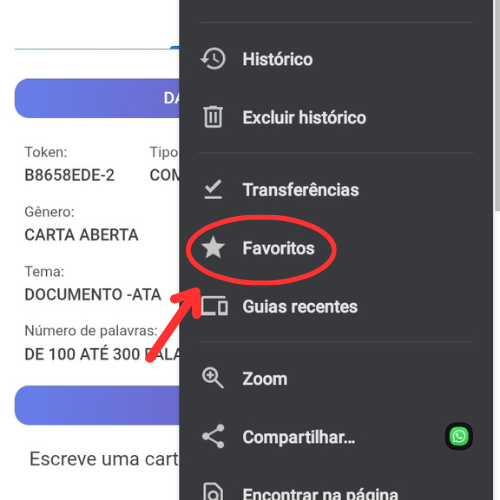 DA
Token:
B8658EDE-2
Tipo
COM
Gênero:
CARTA ABERTA
Tema:
DOCUMENTO -ATA
Número de palavras:
DE 100 ATÉ 300 PALA
Escreve uma cart
Histórico
Excluir histórico
Transferências
Favoritos
Guias recentes
Zoom
Compartilhar...
Encontrar na página